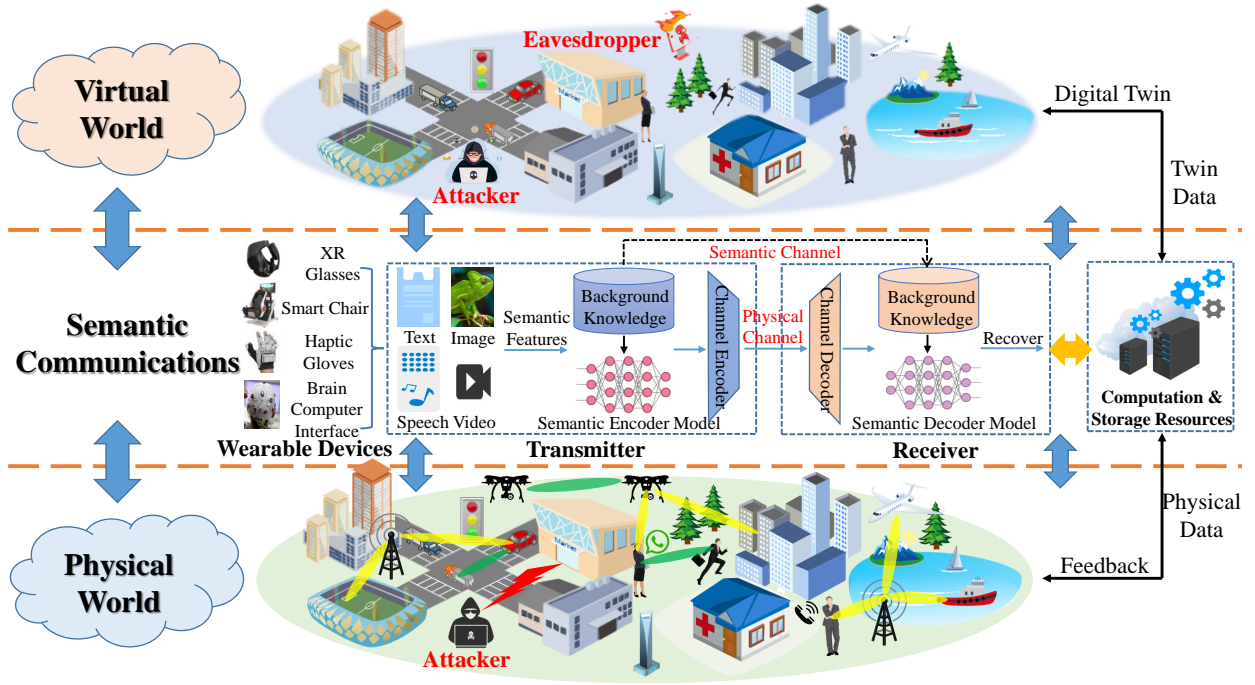 Virtual
World
Eavesdropper
Market
Attacker
Digital Twin
Twin
Data
Semantic
Communications
XR
Glasses
Smart Chair
Haptic
Gloves
Brain
Computer
Interface
Wearable Devices
Text
Image
Speech Video
Semantic
Features
Background
Knowledge
Semantic Encoder Model
Channel Encoder
Transmitter
Semantic Channel
Physical
Channel
Channel Decoder
Background
Knowledge
Semantic Decoder Model
Recover
Receiver
Computation &
Storage Resources
Physical
World
Market
Attacker
Physical
Data
Feedback